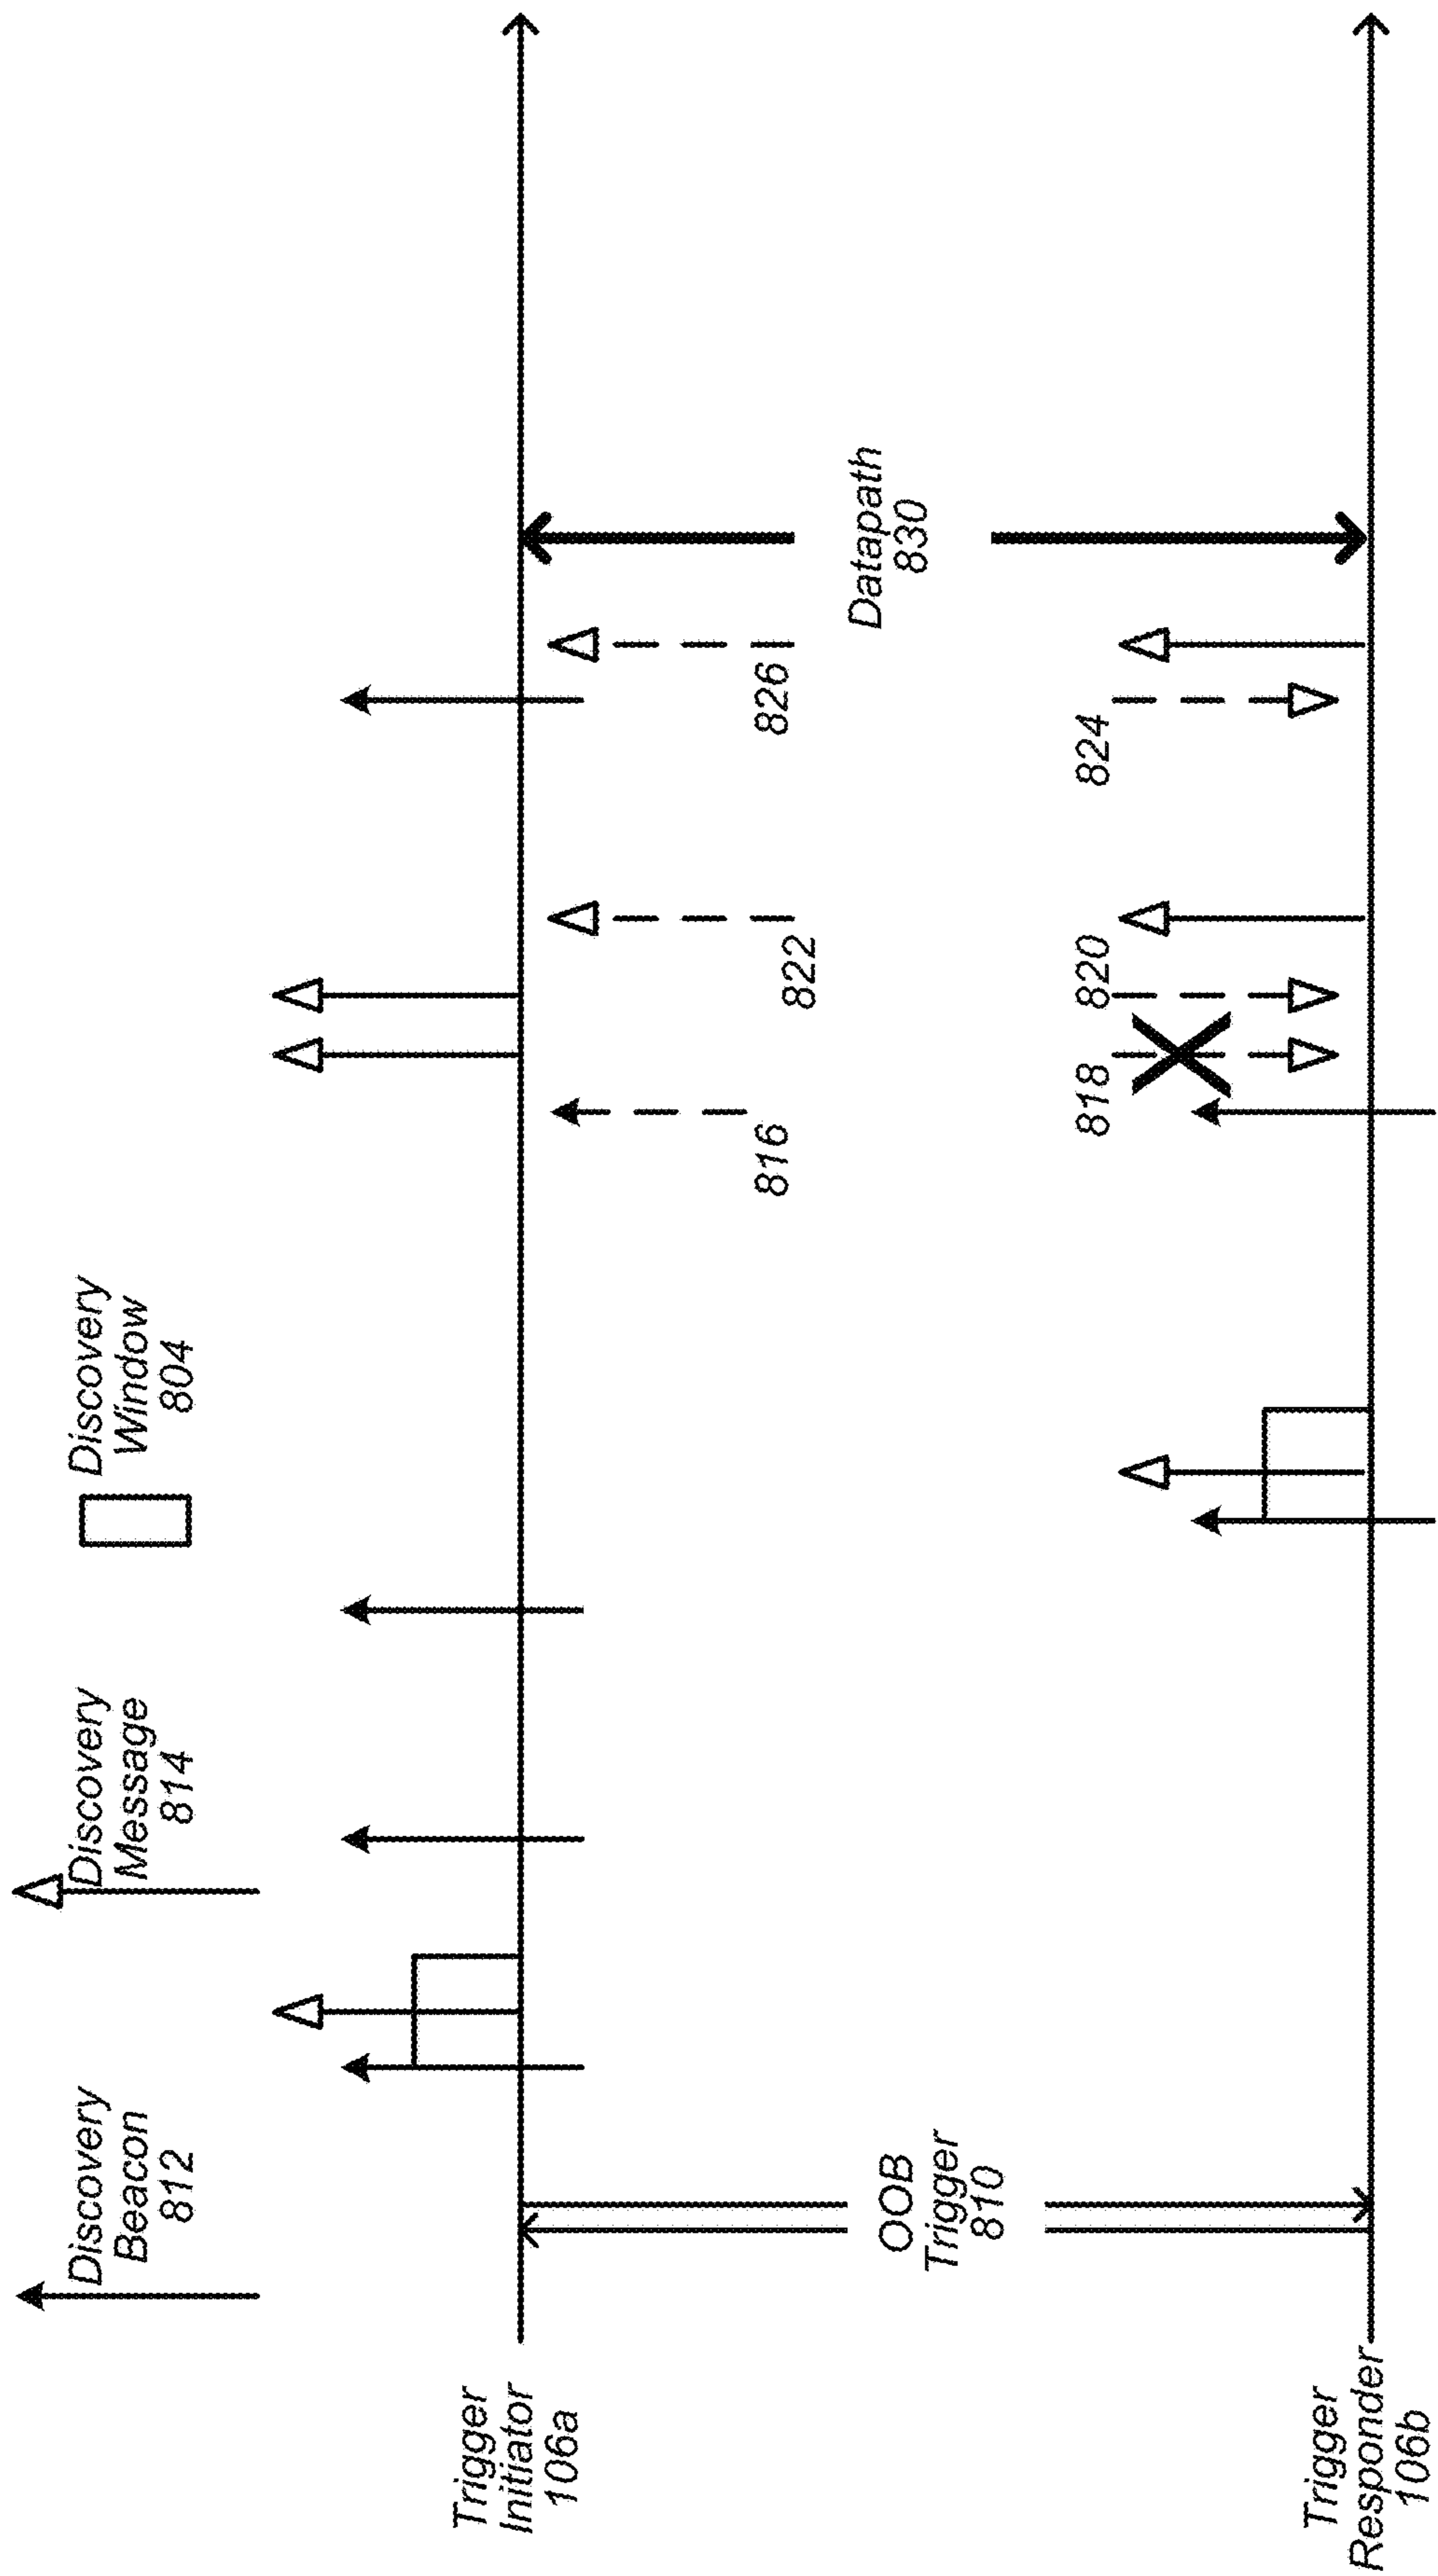 Discovery
Beacon
812
Discovery
Message
814
Discovery
Window
804
Trigger
Initiator
106a
816
822
826
OOB
Trigger
810
Datapath
830
818
820
824
Trigger
Responder
106b